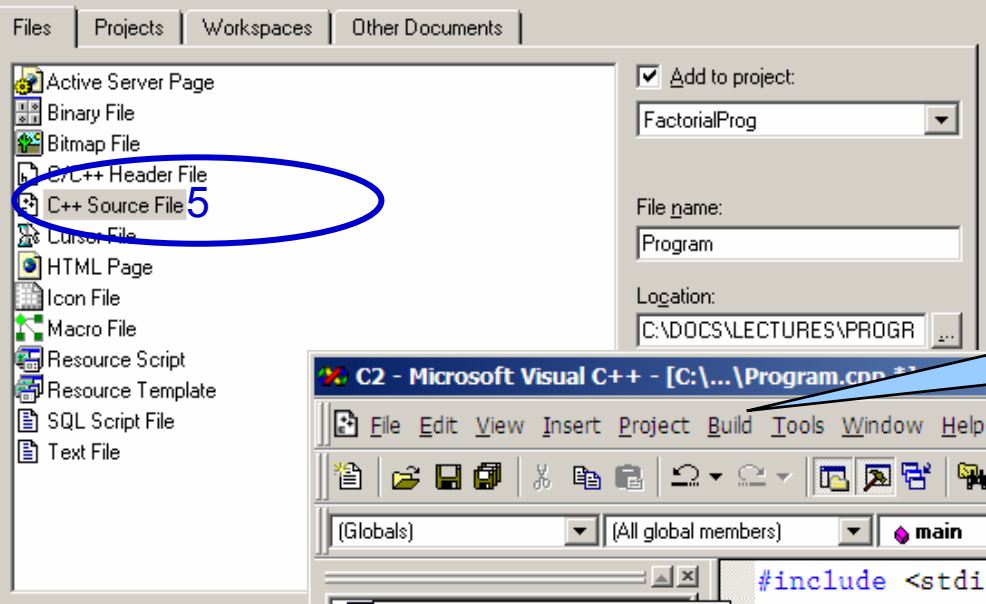 Files Projects Workspaces Other Documents
Active Server Page
Binary File
Bitmap File
C/C++ Header File
C++ Source File 5
Cursor File
HTML Page
Icon File
Macro File
Resource Script
Resource Template
SQL Script File
Text File
Add to project:
FactorialProg
File name:
Program
Location:
C:\DOCS\LECTURES\PROGR ...
C2 - Microsoft Visual C++ - [C:\...\Program.cpp *]
File Edit View Insert Project Build Tools Window Help
(Globals) (All global members) main
#include <stdi